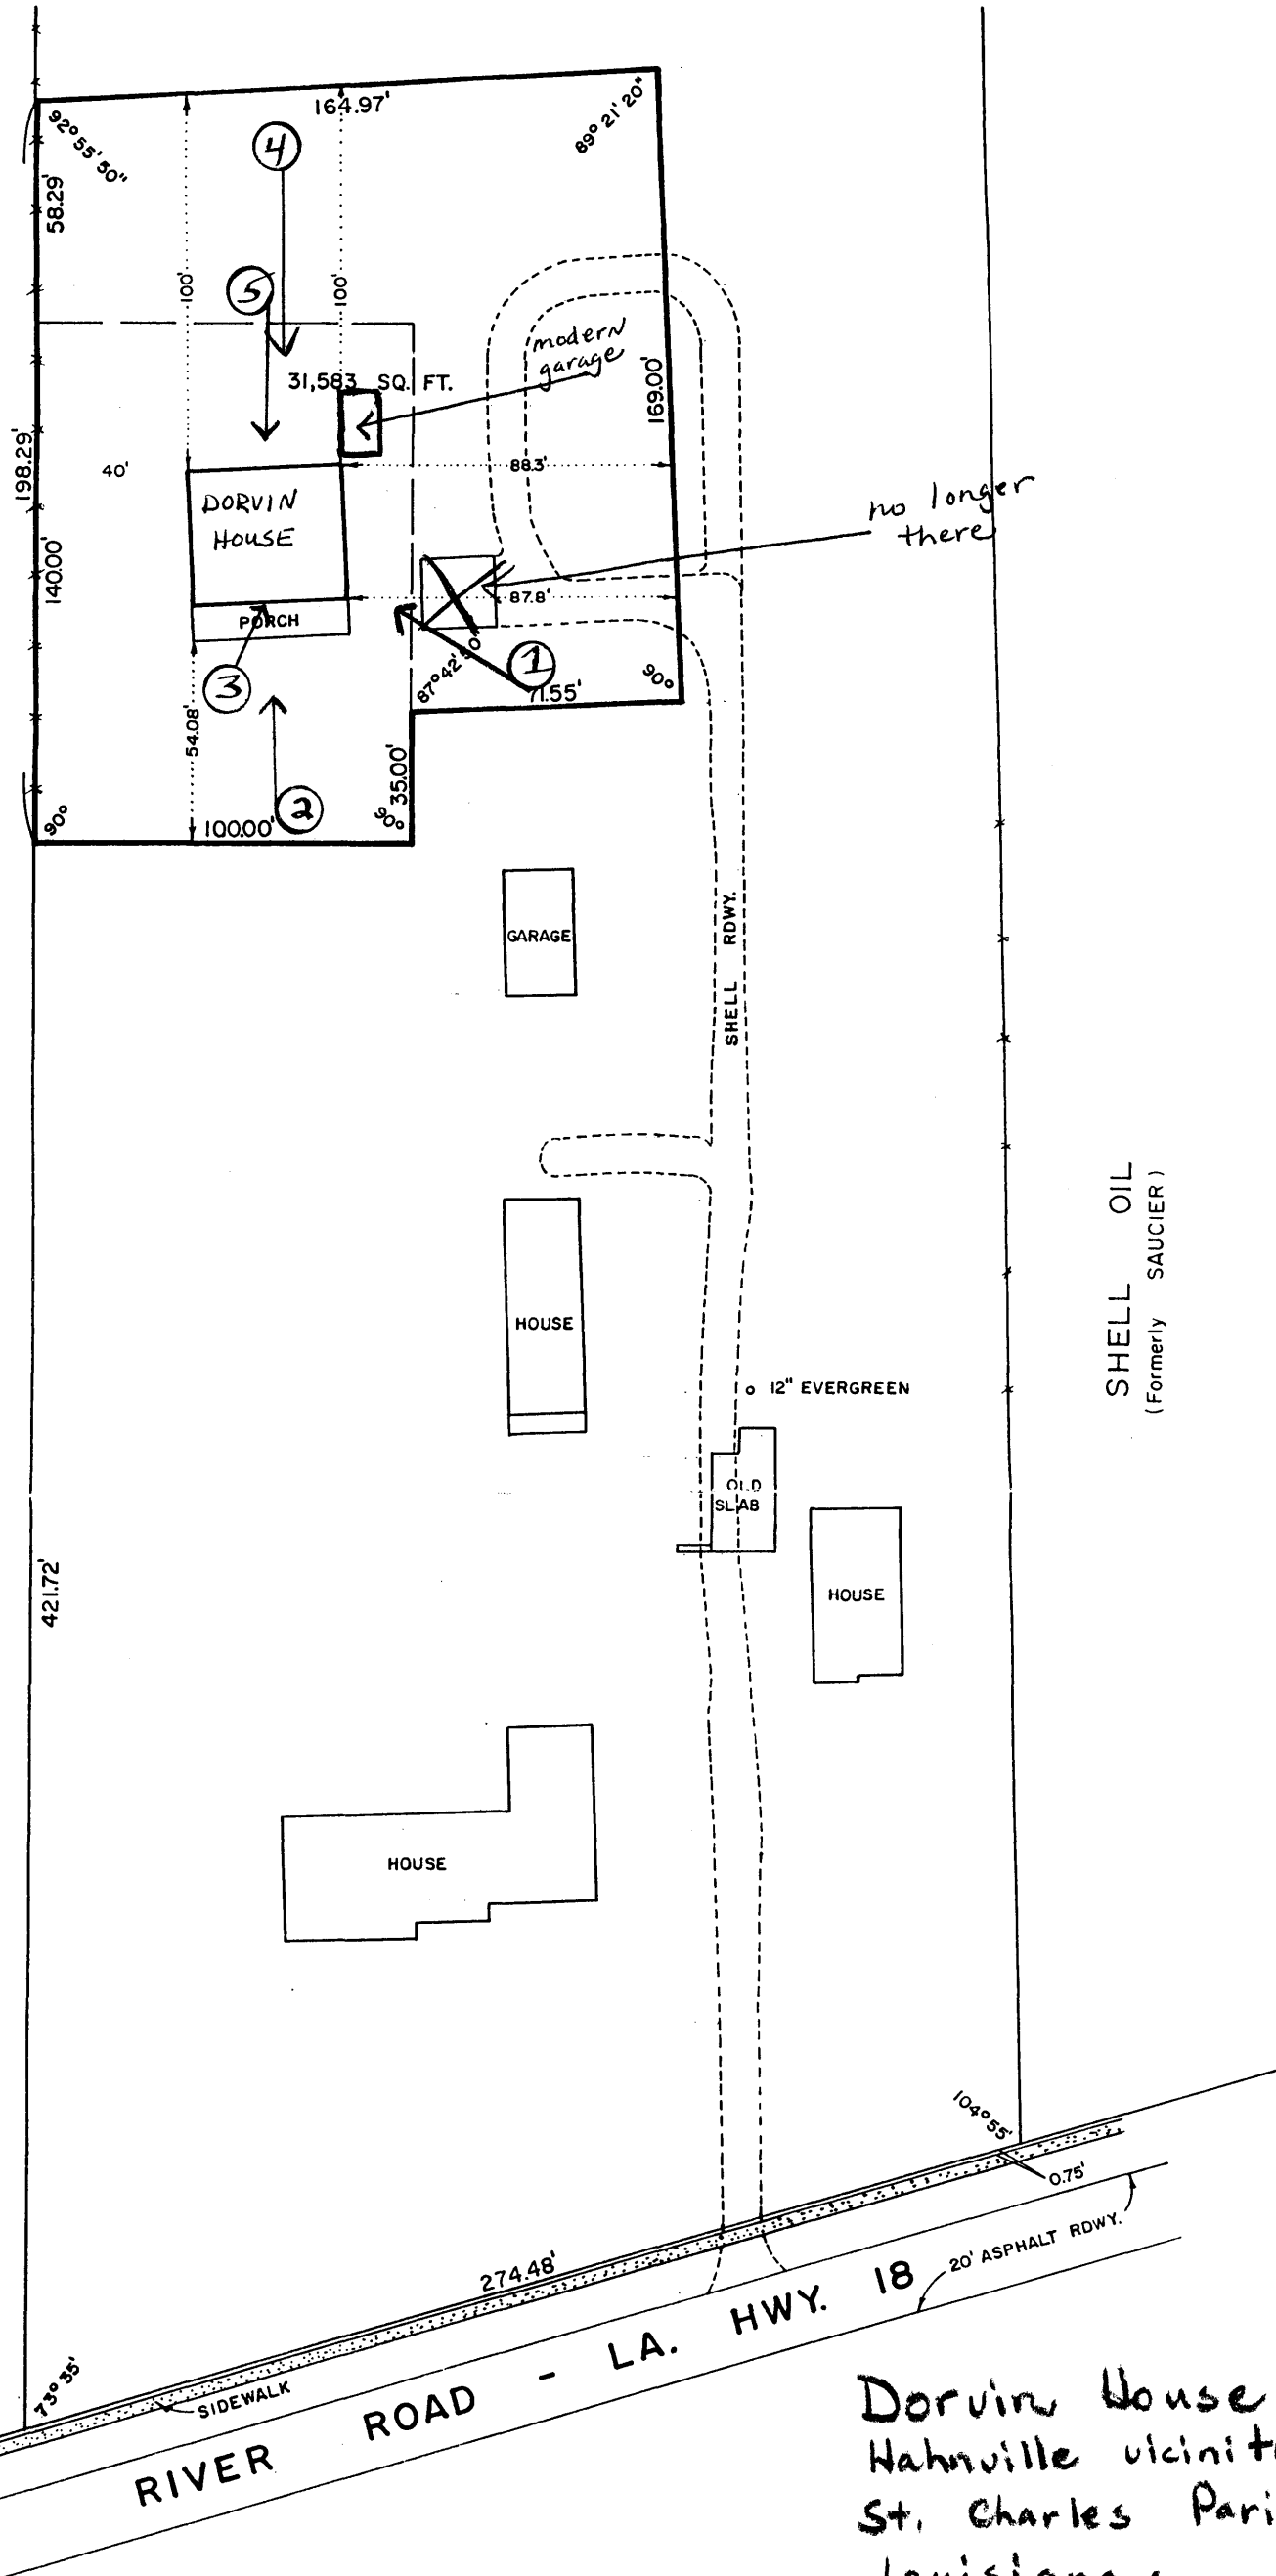 164.97'
92° 55' 50"
89° 21' 20"
4
58.29'
5
100'
100'
modern
garage
31,583 SQ. FT.
169.00'
198.29'
40'
88.3'
DORVIN
HOUSE
no longer
there
140.00'
87.8'
PORCH
87° 42' 50"
1
90°
3
71.55'
54.08'
35.00'
2
90°
100.00'
90°
GARAGE
SHELL RDWY.
SHELL OIL
(Formerly SAUCIER)
HOUSE
12" EVERGREEN
OLD
SLAB
HOUSE
421.72'
HOUSE
104° 55'
0.75'
20' ASPHALT RDWY.
274.48'
73° 35'
SIDEWALK
RIVER ROAD - LA. HWY. 18
Dorvin House
Hahnville vicinit
St. Charles Pari
Louisiana